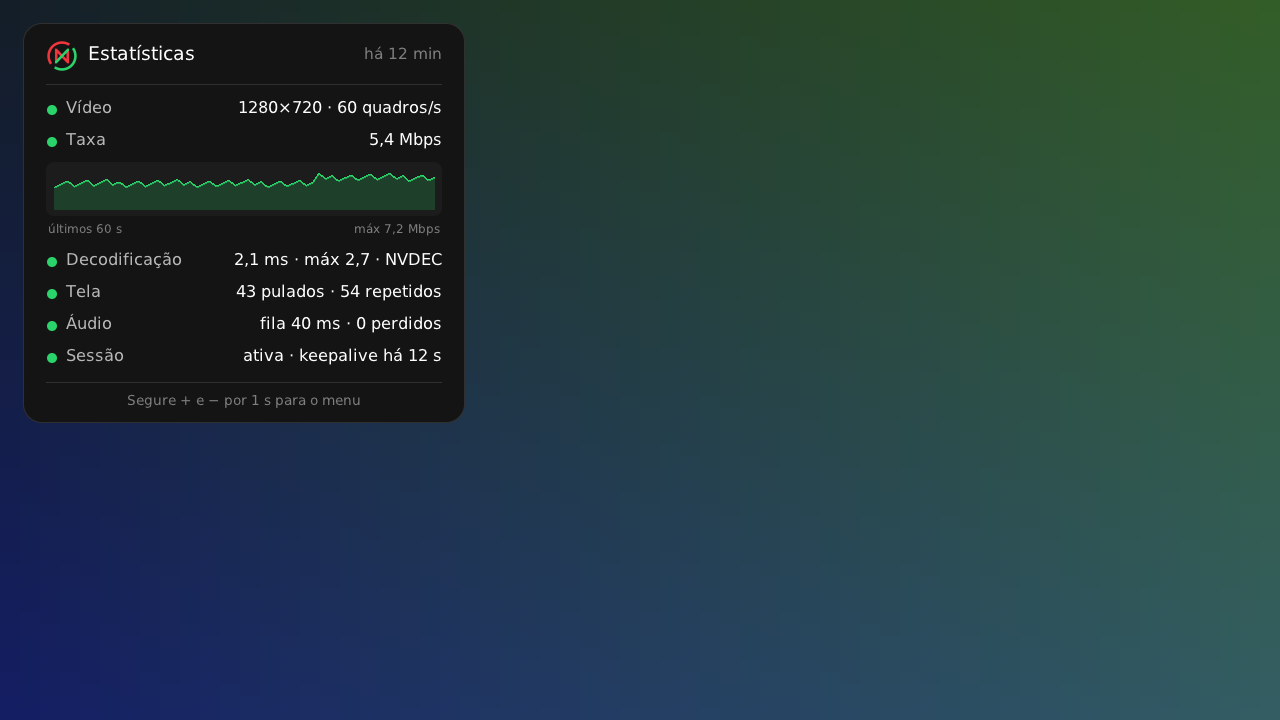 Estatísticas há 12 min
Vídeo 1280×720 · 60 quadros/s
Taxa 5,4 Mbps
últimos 60 s máx 7,2 Mbps
Decodificação 2,1 ms · máx 2,7 · NVDEC
Tela 43 pulados · 54 repetidos
Áudio fila 40 ms · 0 perdidos
Sessão ativa · keepalive há 12 s
Segure + e − por 1 s para o menu